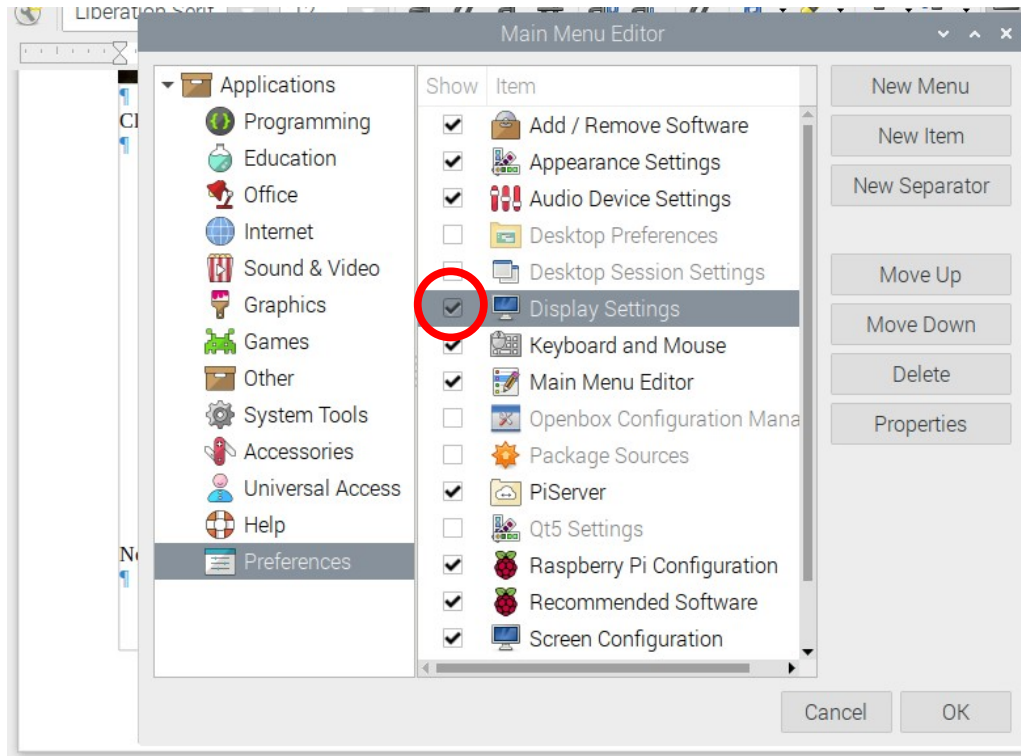 Liberation Serif 12
Main Menu Editor
Applications
Programming
Education
Office
Internet
Sound & Video
Graphics
Games
Other
System Tools
Accessories
Universal Access
Help
Preferences
Show Item
Add / Remove Software
Appearance Settings
Audio Device Settings
Desktop Preferences
Desktop Session Settings
Display Settings
Keyboard and Mouse
Main Menu Editor
Openbox Configuration Mana
Package Sources
PiServer
Qt5 Settings
Raspberry Pi Configuration
Recommended Software
Screen Configuration
New Menu
New Item
New Separator
Move Up
Move Down
Delete
Properties
Cancel OK